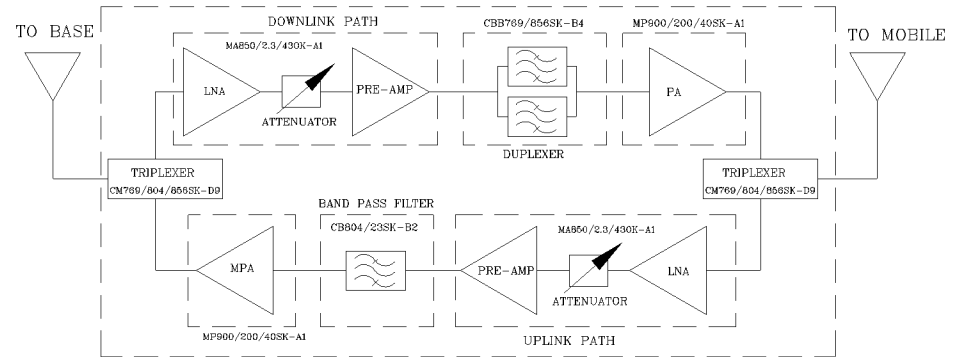 TO BASE
DOWNLINK PATH
MA850/2.3/430K-A1
LNA
ATTENUATOR
PRE-AMP
CBB769/856SK-B4
DUPLEXER
MP900/200/40SK-A1
PA
TO MOBILE
TRIPLEXER
CM769/804/856SK-D9
TRIPLEXER
CM769/804/856SK-D9
MPA
MP900/200/40SK-A1
BAND PASS FILTER
CB804/23SK-B2
PRE-AMP
MA850/2.3/430K-A1
ATTENUATOR
LNA
UPLINK PATH